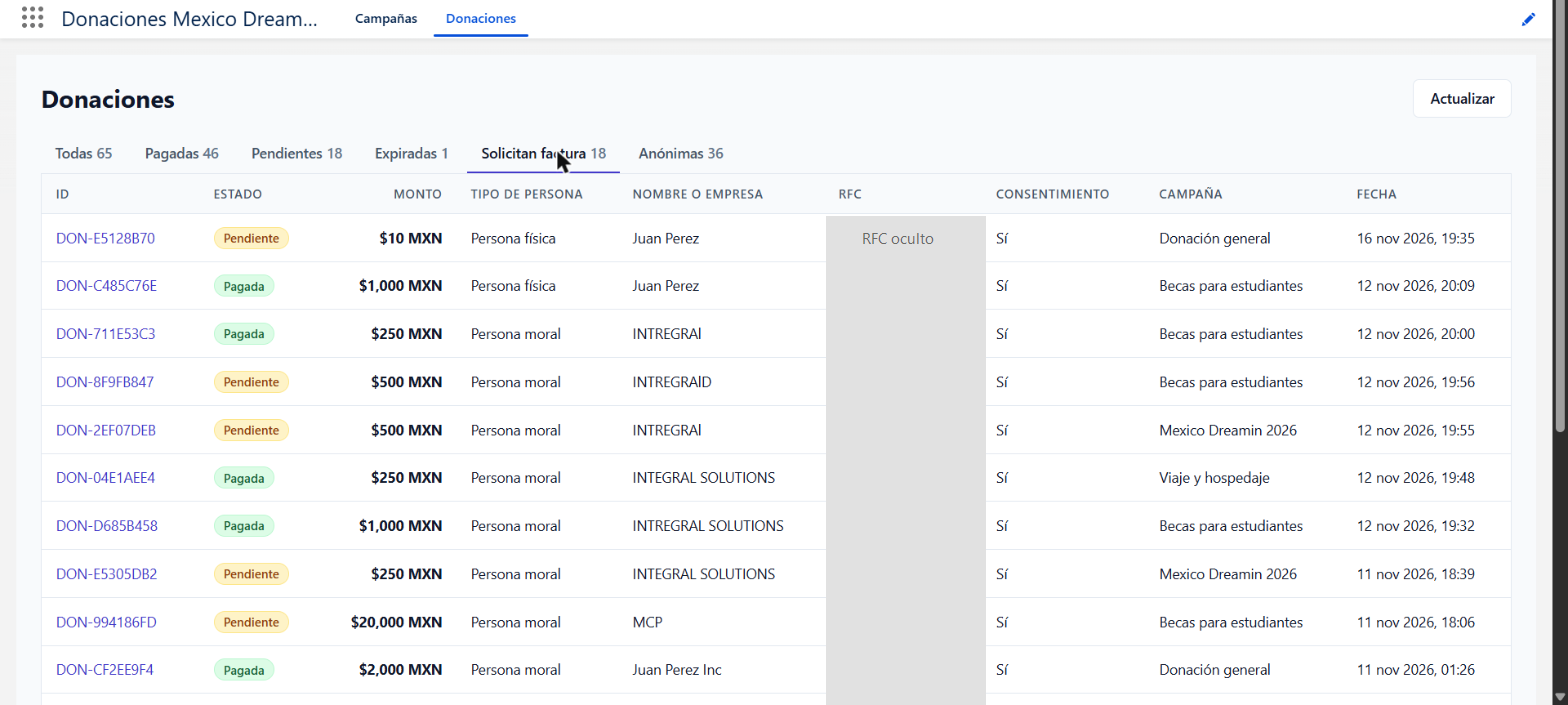 Donaciones Mexico Dream... Campañas Donaciones
Donaciones
Actualizar
Todas 65 Pagadas 46 Pendientes 18 Expiradas 1 Solicitan factura 18 Anónimas 36
ID ESTADO MONTO TIPO DE PERSONA NOMBRE O EMPRESA RFC CONSENTIMIENTO CAMPAÑA FECHA
DON-E5128B70 Pendiente $10 MXN Persona física Juan Perez RFC oculto Sí Donación general 16 nov 2026, 19:35
DON-C485C76E Pagada $1,000 MXN Persona física Juan Perez Sí Becas para estudiantes 12 nov 2026, 20:09
DON-711E53C3 Pagada $250 MXN Persona moral INTREGRAl Sí Becas para estudiantes 12 nov 2026, 20:00
DON-8F9FB847 Pendiente $500 MXN Persona moral INTREGRAlD Sí Becas para estudiantes 12 nov 2026, 19:56
DON-2EF07DEB Pendiente $500 MXN Persona moral INTREGRAl Sí Mexico Dreamin 2026 12 nov 2026, 19:55
DON-04E1AEE4 Pagada $250 MXN Persona moral INTEGRAL SOLUTIONS Sí Viaje y hospedaje 12 nov 2026, 19:48
DON-D685B458 Pagada $1,000 MXN Persona moral INTREGRAL SOLUTIONS Sí Becas para estudiantes 12 nov 2026, 19:32
DON-E5305DB2 Pendiente $250 MXN Persona moral INTEGRAL SOLUTIONS Sí Mexico Dreamin 2026 11 nov 2026, 18:39
DON-994186FD Pendiente $20,000 MXN Persona moral MCP Sí Becas para estudiantes 11 nov 2026, 18:06
DON-CF2EE9F4 Pagada $2,000 MXN Persona moral Juan Perez Inc Sí Donación general 11 nov 2026, 01:26